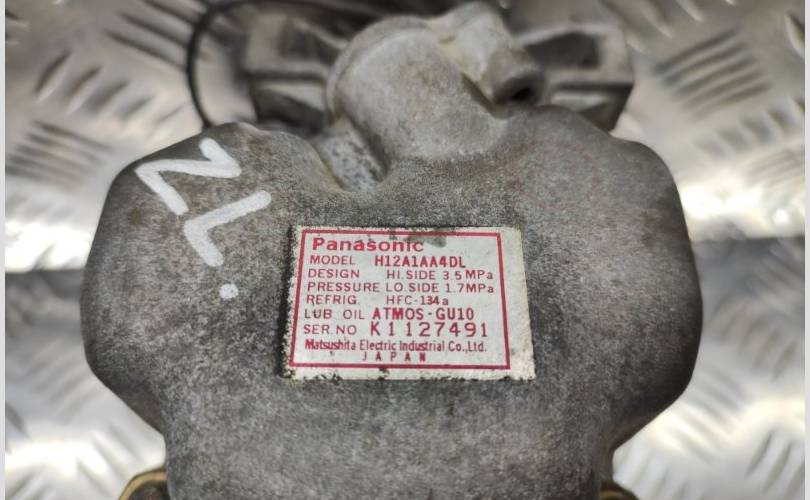 ZL.
Panasonic
MODEL H12A1AA4DL
DESIGN HI.SIDE 3.5MPa
PRESSURE LO.SIDE 1.7MPa
REFRIG. HFC-134a
LUB. OIL ATMOS-GU10
SER.NO K1127491
Matsushita Electric Industrial Co.,Ltd.
JAPAN